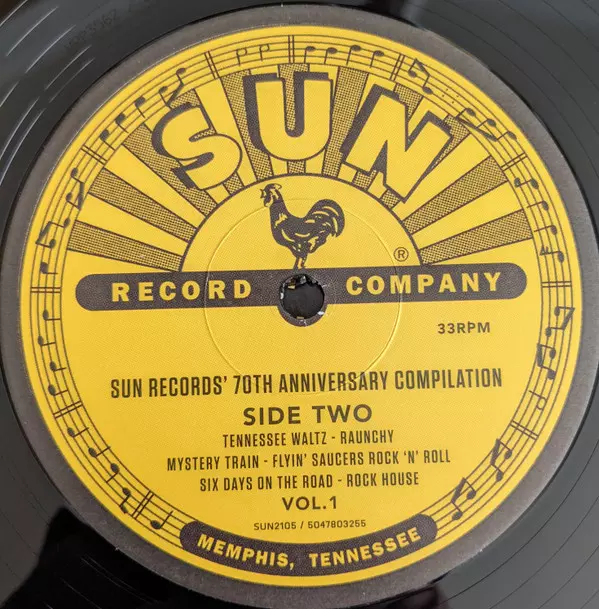 SUN
®
RECORD COMPANY
33RPM
SUN RECORDS' 70TH ANNIVERSARY COMPILATION
SIDE TWO
TENNESSEE WALTZ - RAUNCHY
MYSTERY TRAIN - FLYIN' SAUCERS ROCK 'N' ROLL
SIX DAYS ON THE ROAD - ROCK HOUSE
VOL.1
SUN2105 / 5047803255
MEMPHIS, TENNESSEE